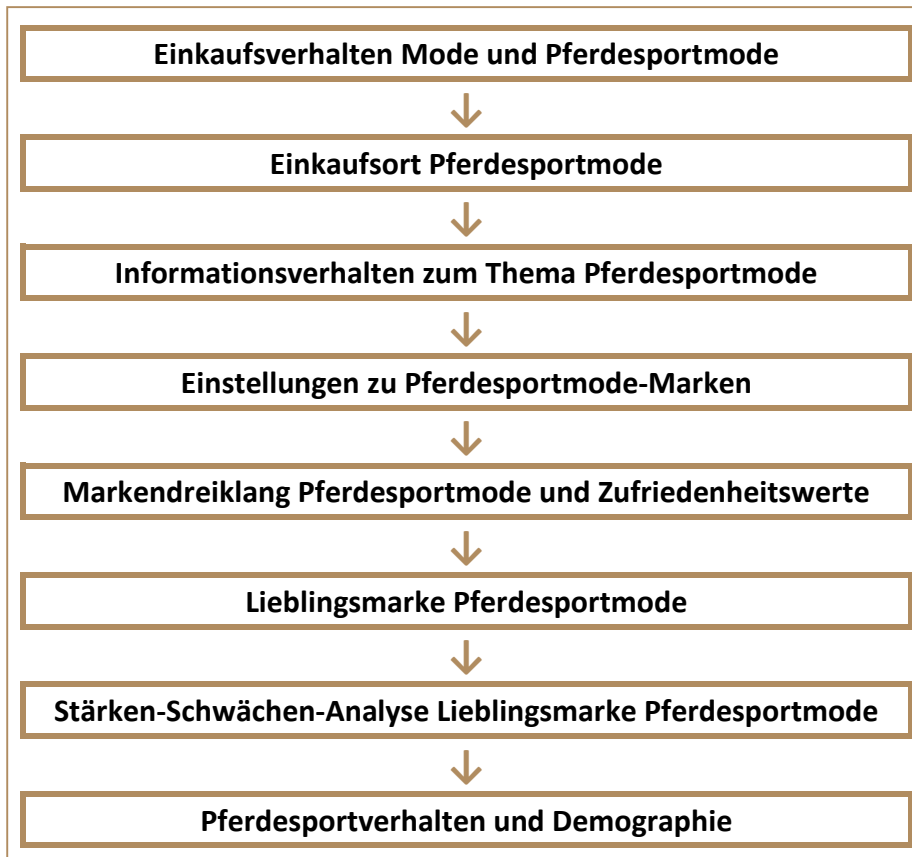 Einkaufsverhalten Mode und Pferdesportmode
Einkaufsort Pferdesportmode
Informationsverhalten zum Thema Pferdesportmode
Einstellungen zu Pferdesportmode-Marken
Markendreiklang Pferdesportmode und Zufriedenheitswerte
Lieblingsmarke Pferdesportmode
Stärken-Schwächen-Analyse Lieblingsmarke Pferdesportmode
Pferdesportverhalten und Demographie